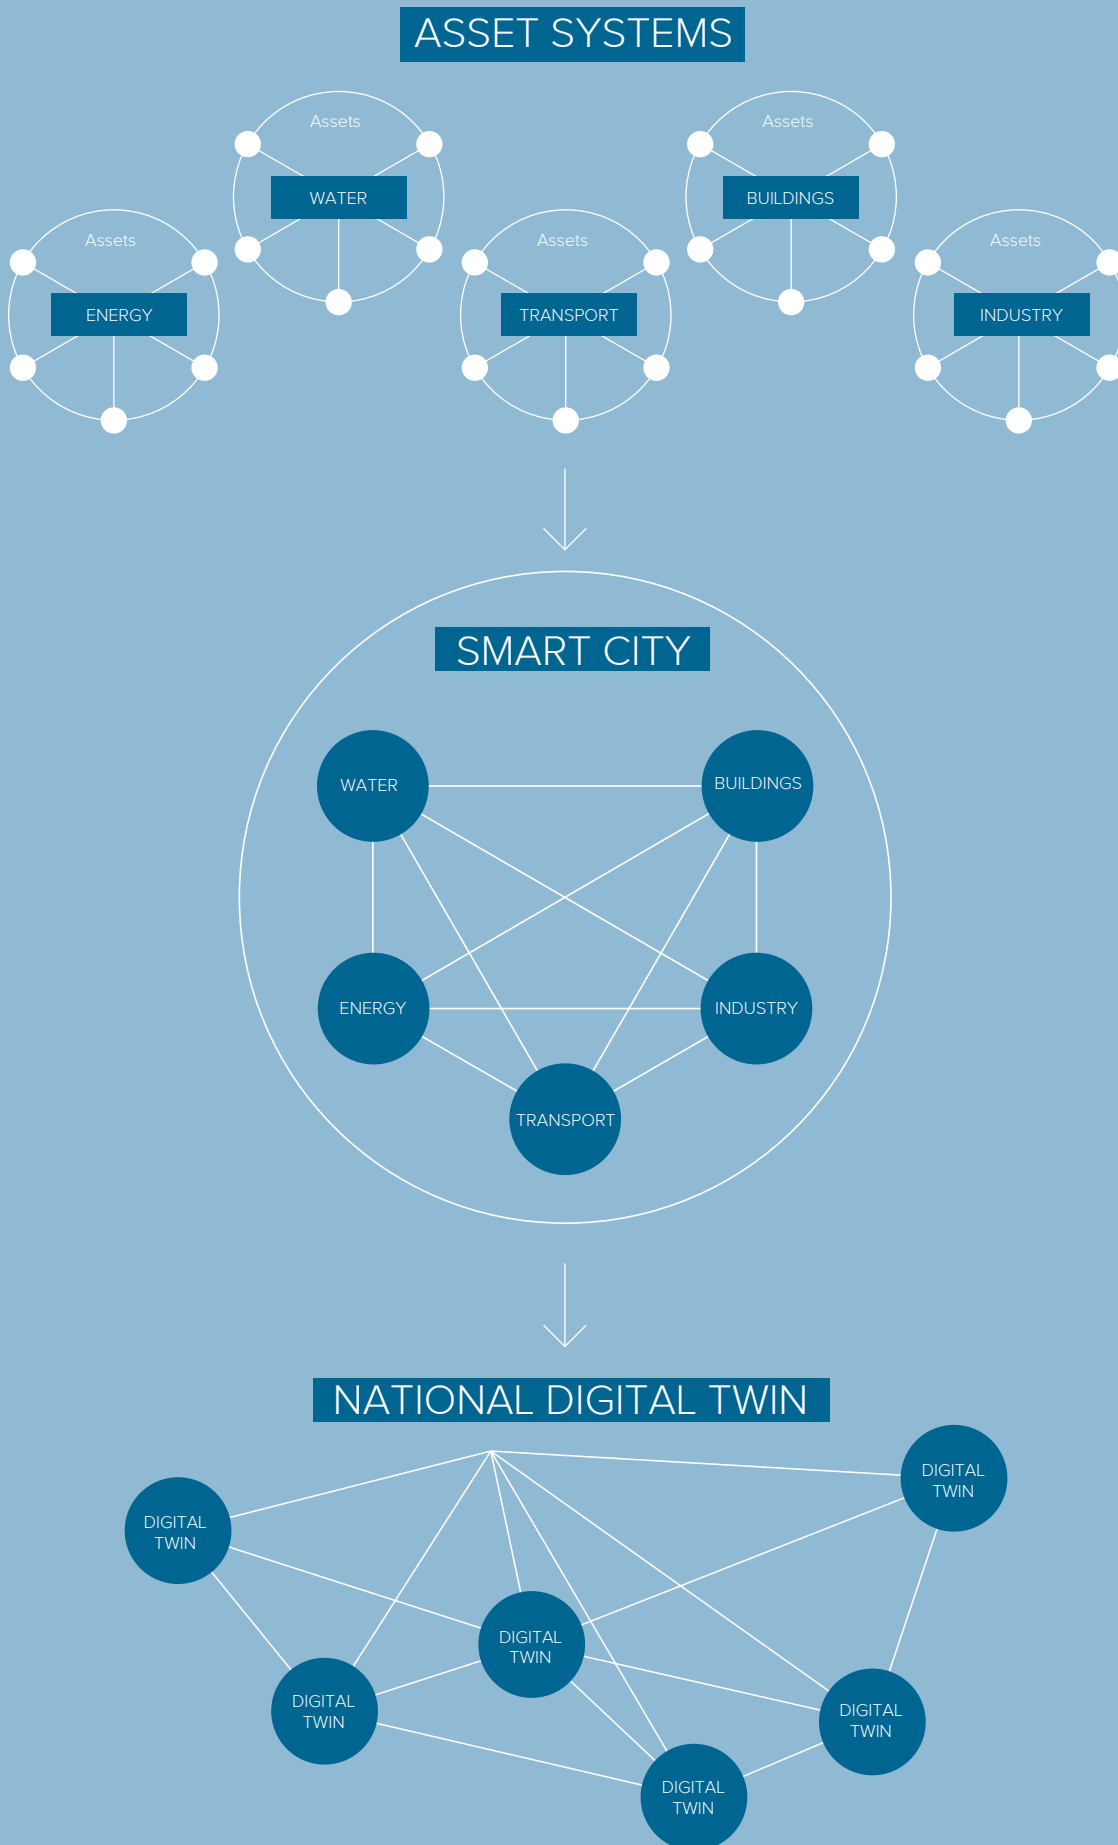 ASSET SYSTEMS
Assets
WATER
Assets
BUILDINGS
Assets
ENERGY
Assets
TRANSPORT
Assets
INDUSTRY
SMART CITY
WATER
BUILDINGS
ENERGY
INDUSTRY
TRANSPORT
NATIONAL DIGITAL TWIN
DIGITAL
TWIN
DIGITAL
TWIN
DIGITAL
TWIN
DIGITAL
TWIN
DIGITAL
TWIN
DIGITAL
TWIN